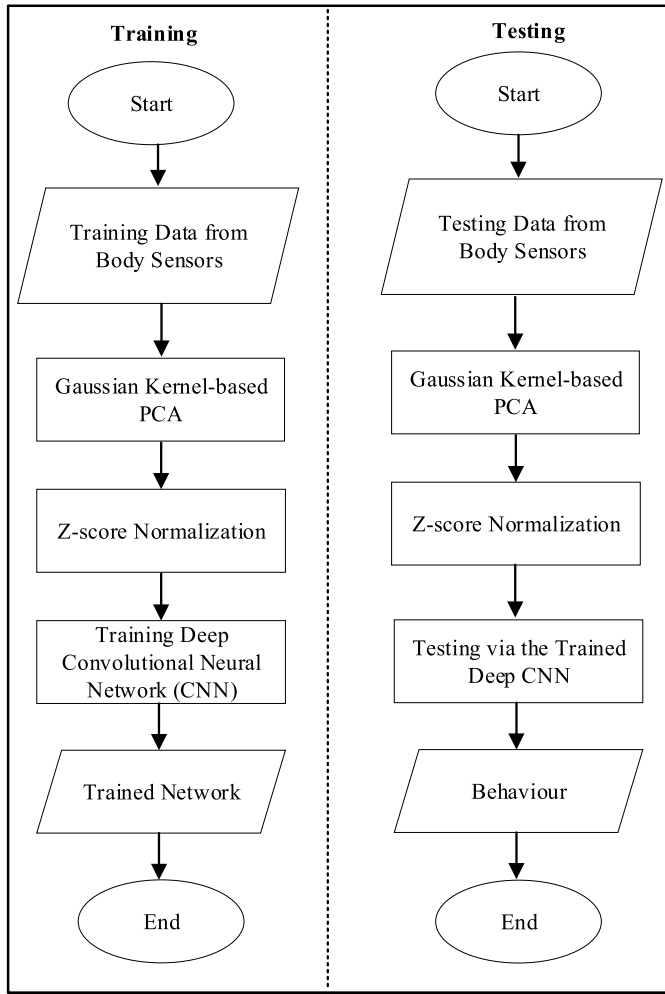 Training
Start
Training Data from
Body Sensors
Gaussian Kernel-based
PCA
Z-score Normalization
Training Deep
Convolutional Neural
Network (CNN)
Trained Network
End
Testing
Start
Testing Data from
Body Sensors
Gaussian Kernel-based
PCA
Z-score Normalization
Testing via the Trained
Deep CNN
Behaviour
End